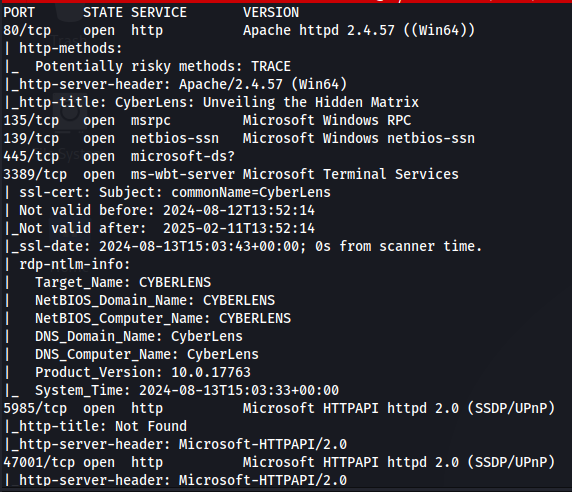 PORT STATE SERVICE VERSION
80/tcp open http Apache httpd 2.4.57 ((Win64))
| http-methods:
|_ Potentially risky methods: TRACE
|_http-server-header: Apache/2.4.57 (Win64)
|_http-title: CyberLens: Unveiling the Hidden Matrix
135/tcp open msrpc Microsoft Windows RPC
139/tcp open netbios-ssn Microsoft Windows netbios-ssn
445/tcp open microsoft-ds?
3389/tcp open ms-wbt-server Microsoft Terminal Services
| ssl-cert: Subject: commonName=CyberLens
| Not valid before: 2024-08-12T13:52:14
|_Not valid after: 2025-02-11T13:52:14
|_ssl-date: 2024-08-13T15:03:43+00:00; 0s from scanner time.
| rdp-ntlm-info:
| Target_Name: CYBERLENS
| NetBIOS_Domain_Name: CYBERLENS
| NetBIOS_Computer_Name: CYBERLENS
| DNS_Domain_Name: CyberLens
| DNS_Computer_Name: CyberLens
| Product_Version: 10.0.17763
|_ System_Time: 2024-08-13T15:03:33+00:00
5985/tcp open http Microsoft HTTPAPI httpd 2.0 (SSDP/UPnP)
|_http-title: Not Found
|_http-server-header: Microsoft-HTTPAPI/2.0
47001/tcp open http Microsoft HTTPAPI httpd 2.0 (SSDP/UPnP)
|_http-server-header: Microsoft-HTTPAPI/2.0